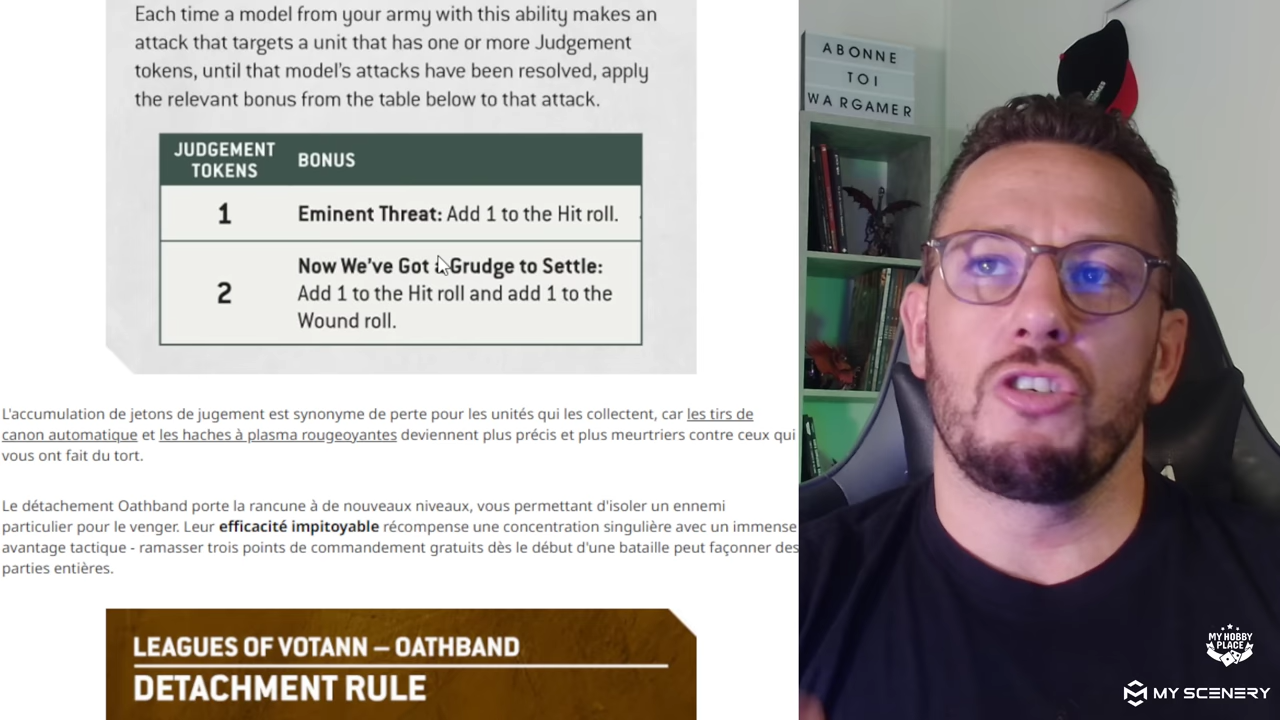 Each time a model from your army with this ability makes an
attack that targets a unit that has one or more Judgement
tokens, until that model's attacks have been resolved, apply
the relevant bonus from the table below to that attack.
JUDGEMENT
TOKENS
BONUS
1
Eminent Threat: Add 1 to the Hit roll.
2
Now We've Got a Grudge to Settle:
Add 1 to the Hit roll and add 1 to the
Wound roll.
L'accumulation de jetons de jugement est synonyme de perte pour les unités qui les collectent, car les tirs de
canon automatique et les haches à plasma rougeoyantes deviennent plus précis et plus meurtriers contre ceux qui
vous ont fait du tort.
Le détachement Oathband porte la rancune à de nouveaux niveaux, vous permettant d'isoler un ennemi
particulier pour le venger. Leur efficacité impitoyable récompense une concentration singulière avec un immense
avantage tactique - ramasser trois points de commandement gratuits dès le début d'une bataille peut façonner des
parties entières.
LEAGUES OF VOTANN – OATHBAND
DETACHMENT RULE
ABONNE
TOI
WARGAMER
MY HOBBY
PLACE
MY SCENERY